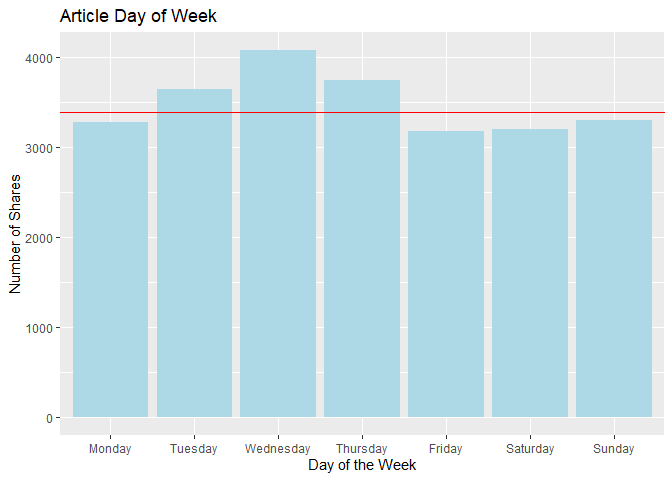 Article Day of Week
Number of Shares
4000
3000
2000
1000
0
Monday Tuesday Wednesday Thursday Friday Saturday Sunday
Day of the Week